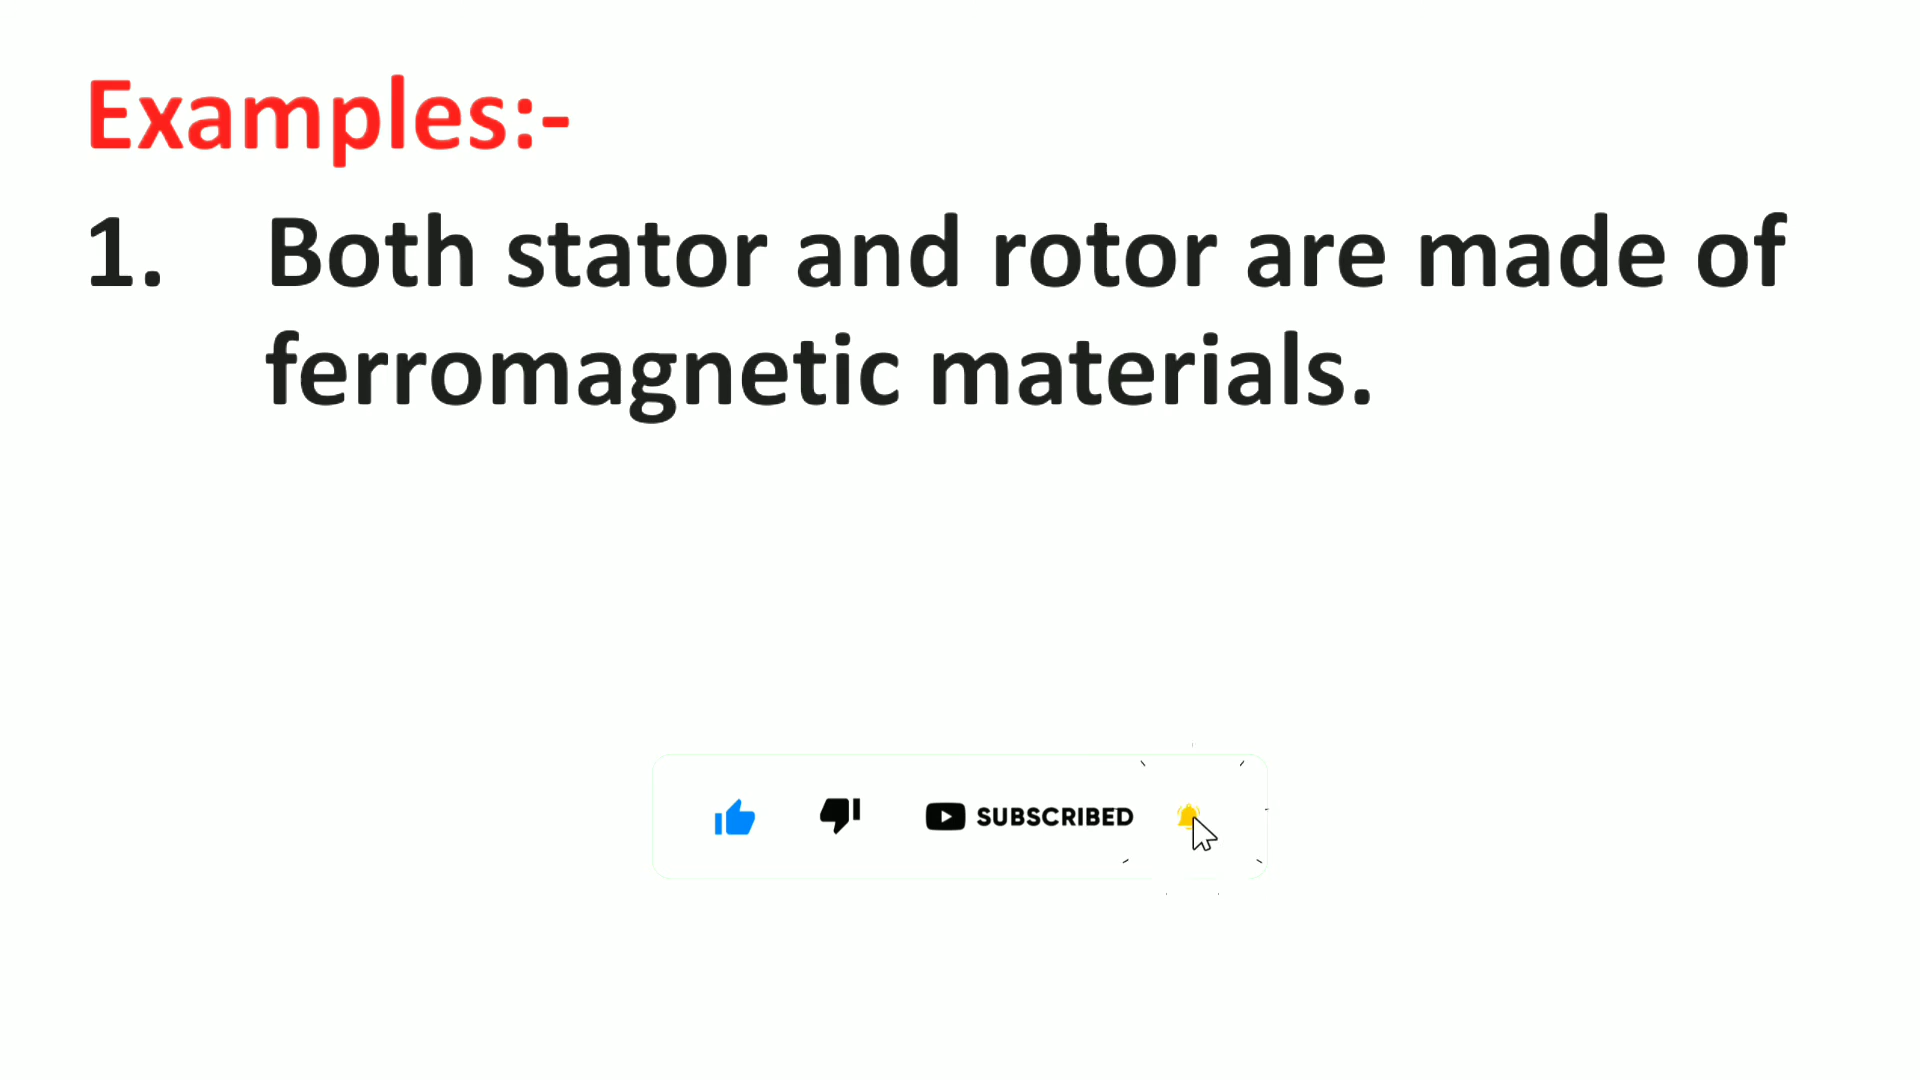 Examples:-
1. Both stator and rotor are made of
ferromagnetic materials.
SUBSCRIBED